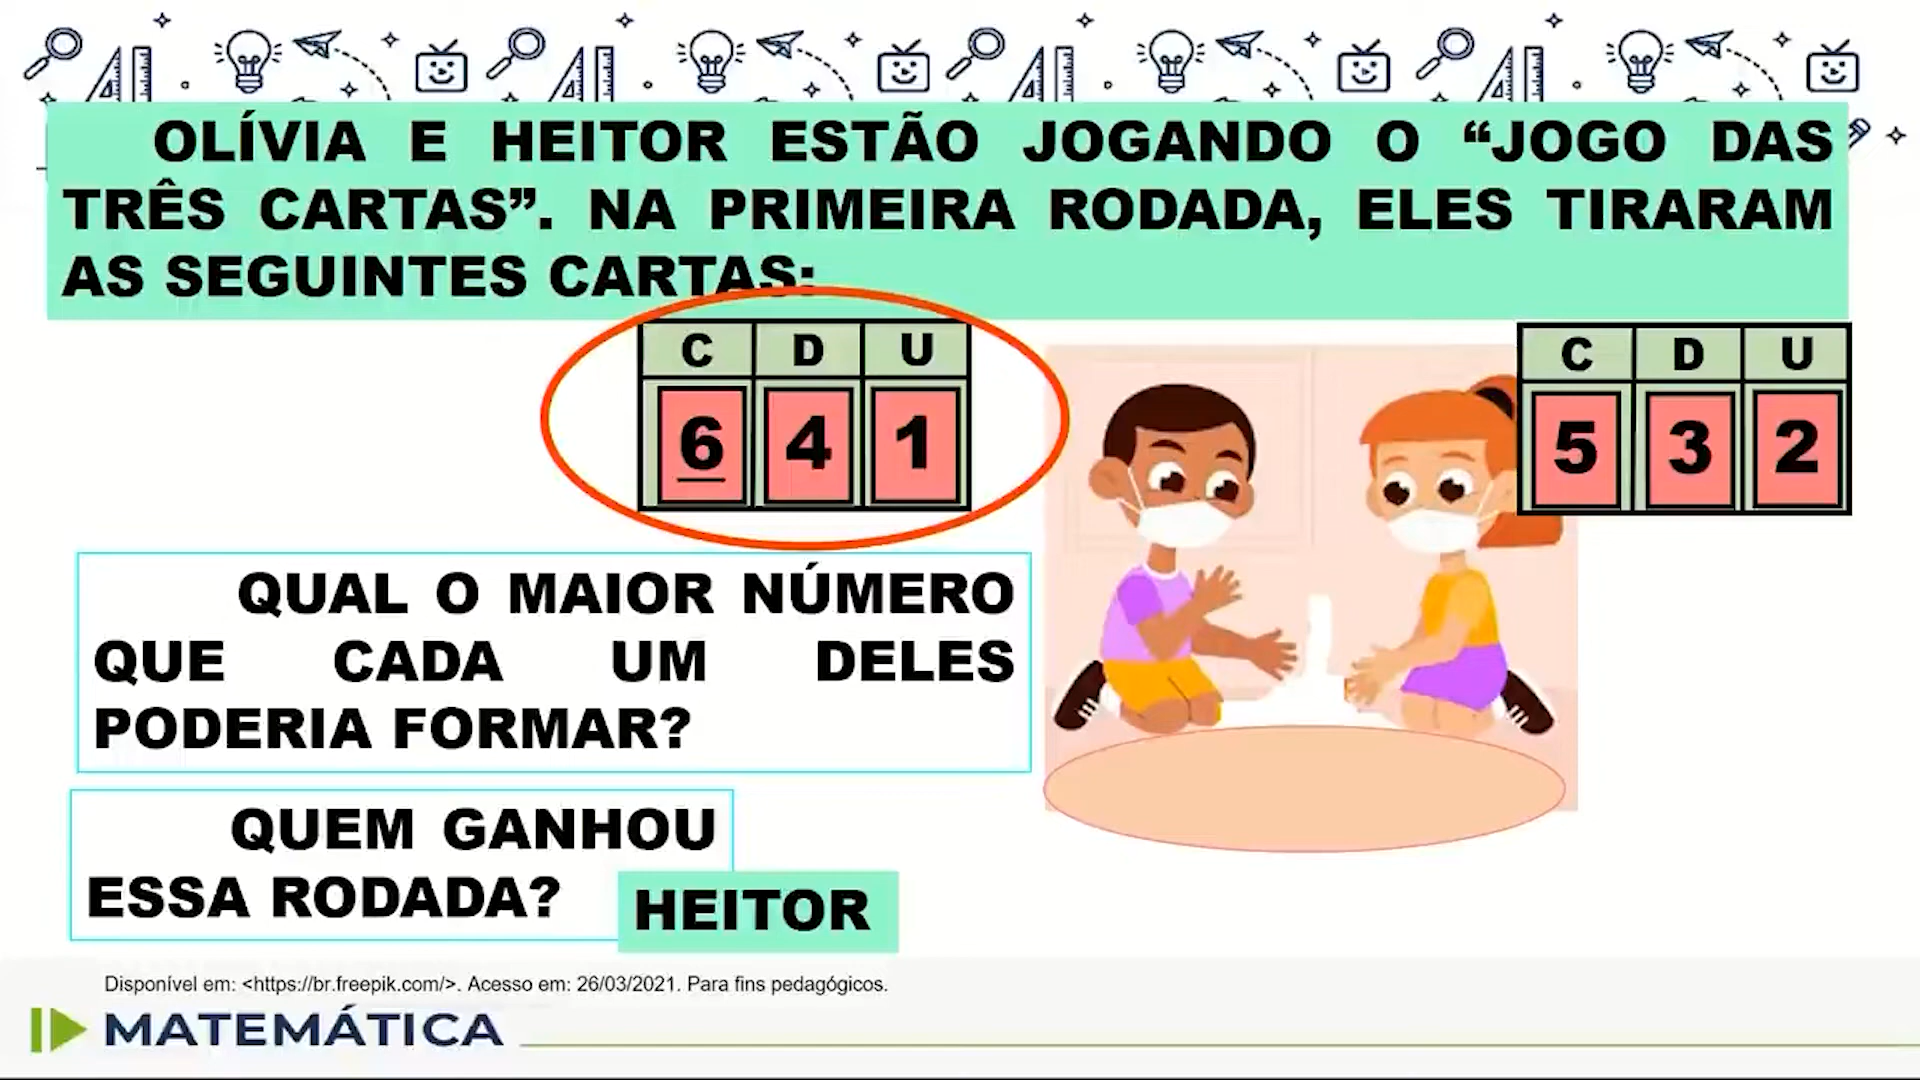 OLÍVIA E HEITOR ESTÃO JOGANDO O “JOGO DAS
TRÊS CARTAS”. NA PRIMEIRA RODADA, ELES TIRARAM
AS SEGUINTES CARTAS:
C D U
6 4 1
C D U
5 3 2
QUAL O MAIOR NÚMERO
QUE CADA UM DELES
PODERIA FORMAR?
QUEM GANHOU
ESSA RODADA?
HEITOR
Disponível em: <https://br.freepik.com/>. Acesso em: 26/03/2021. Para fins pedagógicos.
MATEMÁTICA